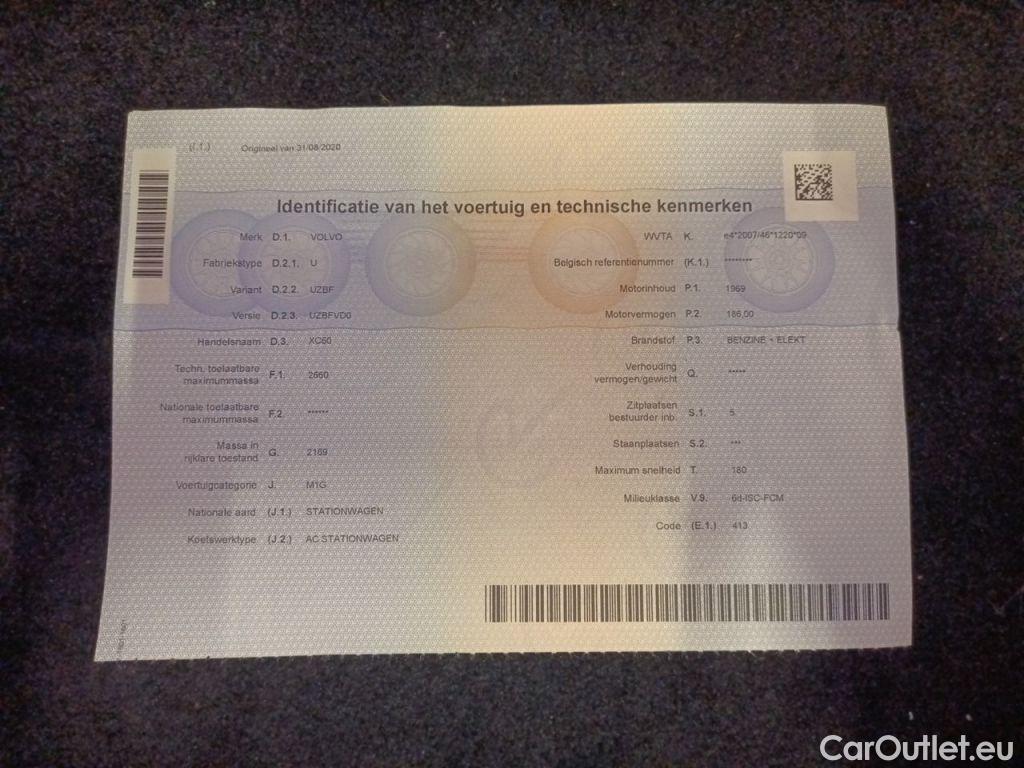 (I.1.) Origineel van 31/08/2020
Identificatie van het voertuig en technische kenmerken
Merk D.1. VOLVO
Fabriekstype D.2.1. U
Variant D.2.2. UZBF
Versie D.2.3. UZBFVD0
Handelsnaam D.3. XC60
Techn. toelaatbare
maximummassa F.1. 2660
Nationale toelaatbare
maximummassa F.2. ******
Massa in
rijklare toestand G. 2169
Voertuigcategorie J. M1G
Nationale aard (J.1.) STATIONWAGEN
Koetswerktype (J.2.) AC STATIONWAGEN
WVTA K. e4*2007/46*1220*09
Belgisch referentienummer (K.1.) ********
Motorinhoud P.1. 1969
Motorvermogen P.2. 186,00
Brandstof P.3. BENZINE + ELEKT
Verhouding
vermogen/gewicht Q. *****
Zitplaatsen
bestuurder inb. S.1. 5
Staanplaatsen S.2. ***
Maximum snelheid T. 180
Milieuklasse V.9. 6d-ISC-FCM
Code (E.1.) 413
CarOutlet.eu